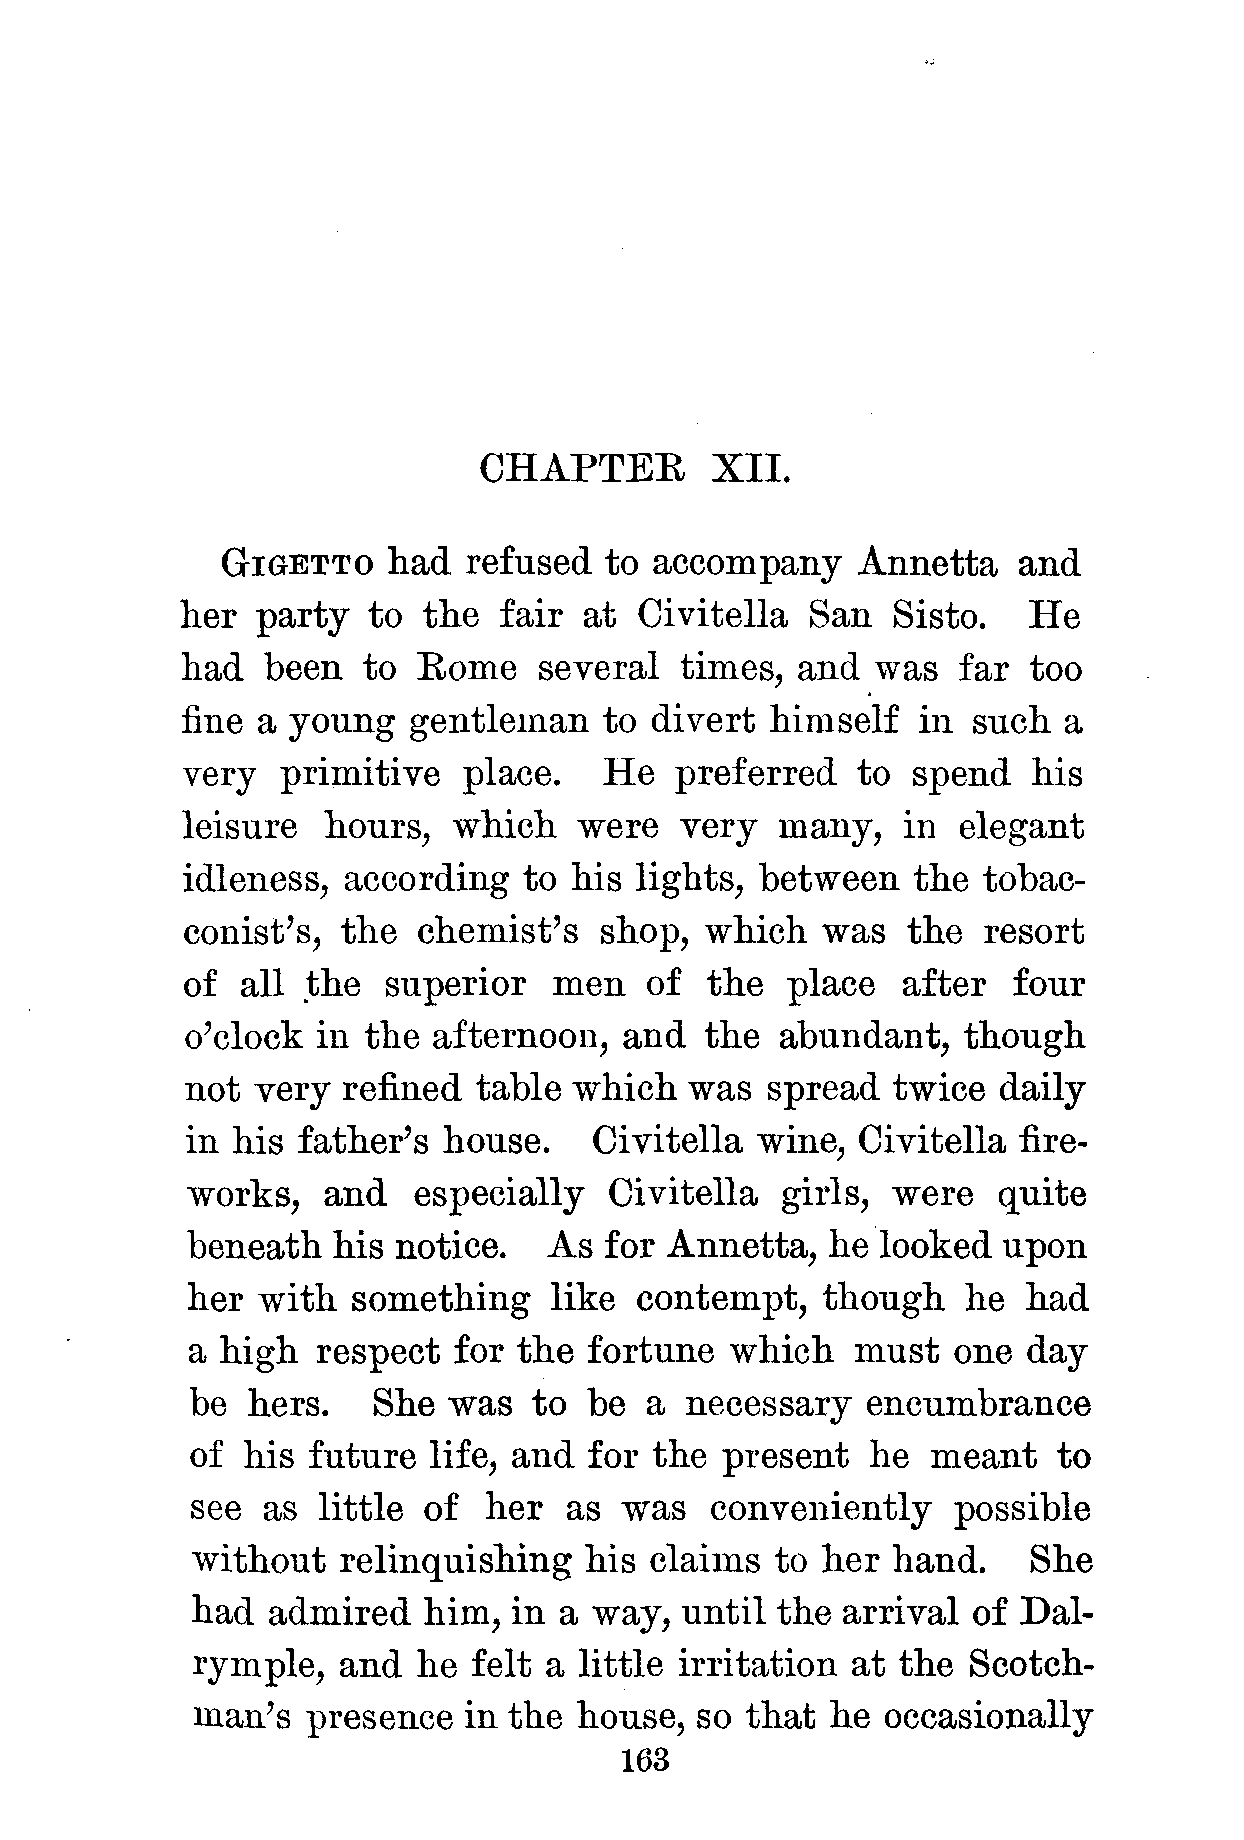 CHAPTER XII.
GIGETTO had refused to accompany Annetta and
her party to the fair at Civitella San Sisto. He
had been to Rome several times, and was far too
fine a young gentleman to divert himself in such a
very primitive place. He preferred to spend his
leisure hours, which were very many, in elegant
idleness, according to his lights, between the tobac-
conist's, the chemist's shop, which was the resort
of all the superior men of the place after four
o'clock in the afternoon, and the abundant, though
not very refined table which was spread twice daily
in his father's house. Civitella wine, Civitella fire-
works, and especially Civitella girls, were quite
beneath his notice. As for Annetta, he looked upon
her with something like contempt, though he had
a high respect for the fortune which must one day
be hers. She was to be a necessary encumbrance
of his future life, and for the present he meant to
see as little of her as was conveniently possible
without relinquishing his claims to her hand. She
had admired him, in a way, until the arrival of Dal-
rymple, and he felt a little irritation at the Scotch-
man's presence in the house, so that he occasionally
163